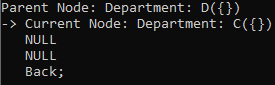 Parent Node: Department: D({})
-> Current Node: Department: C({})
   NULL
   NULL
   Back;